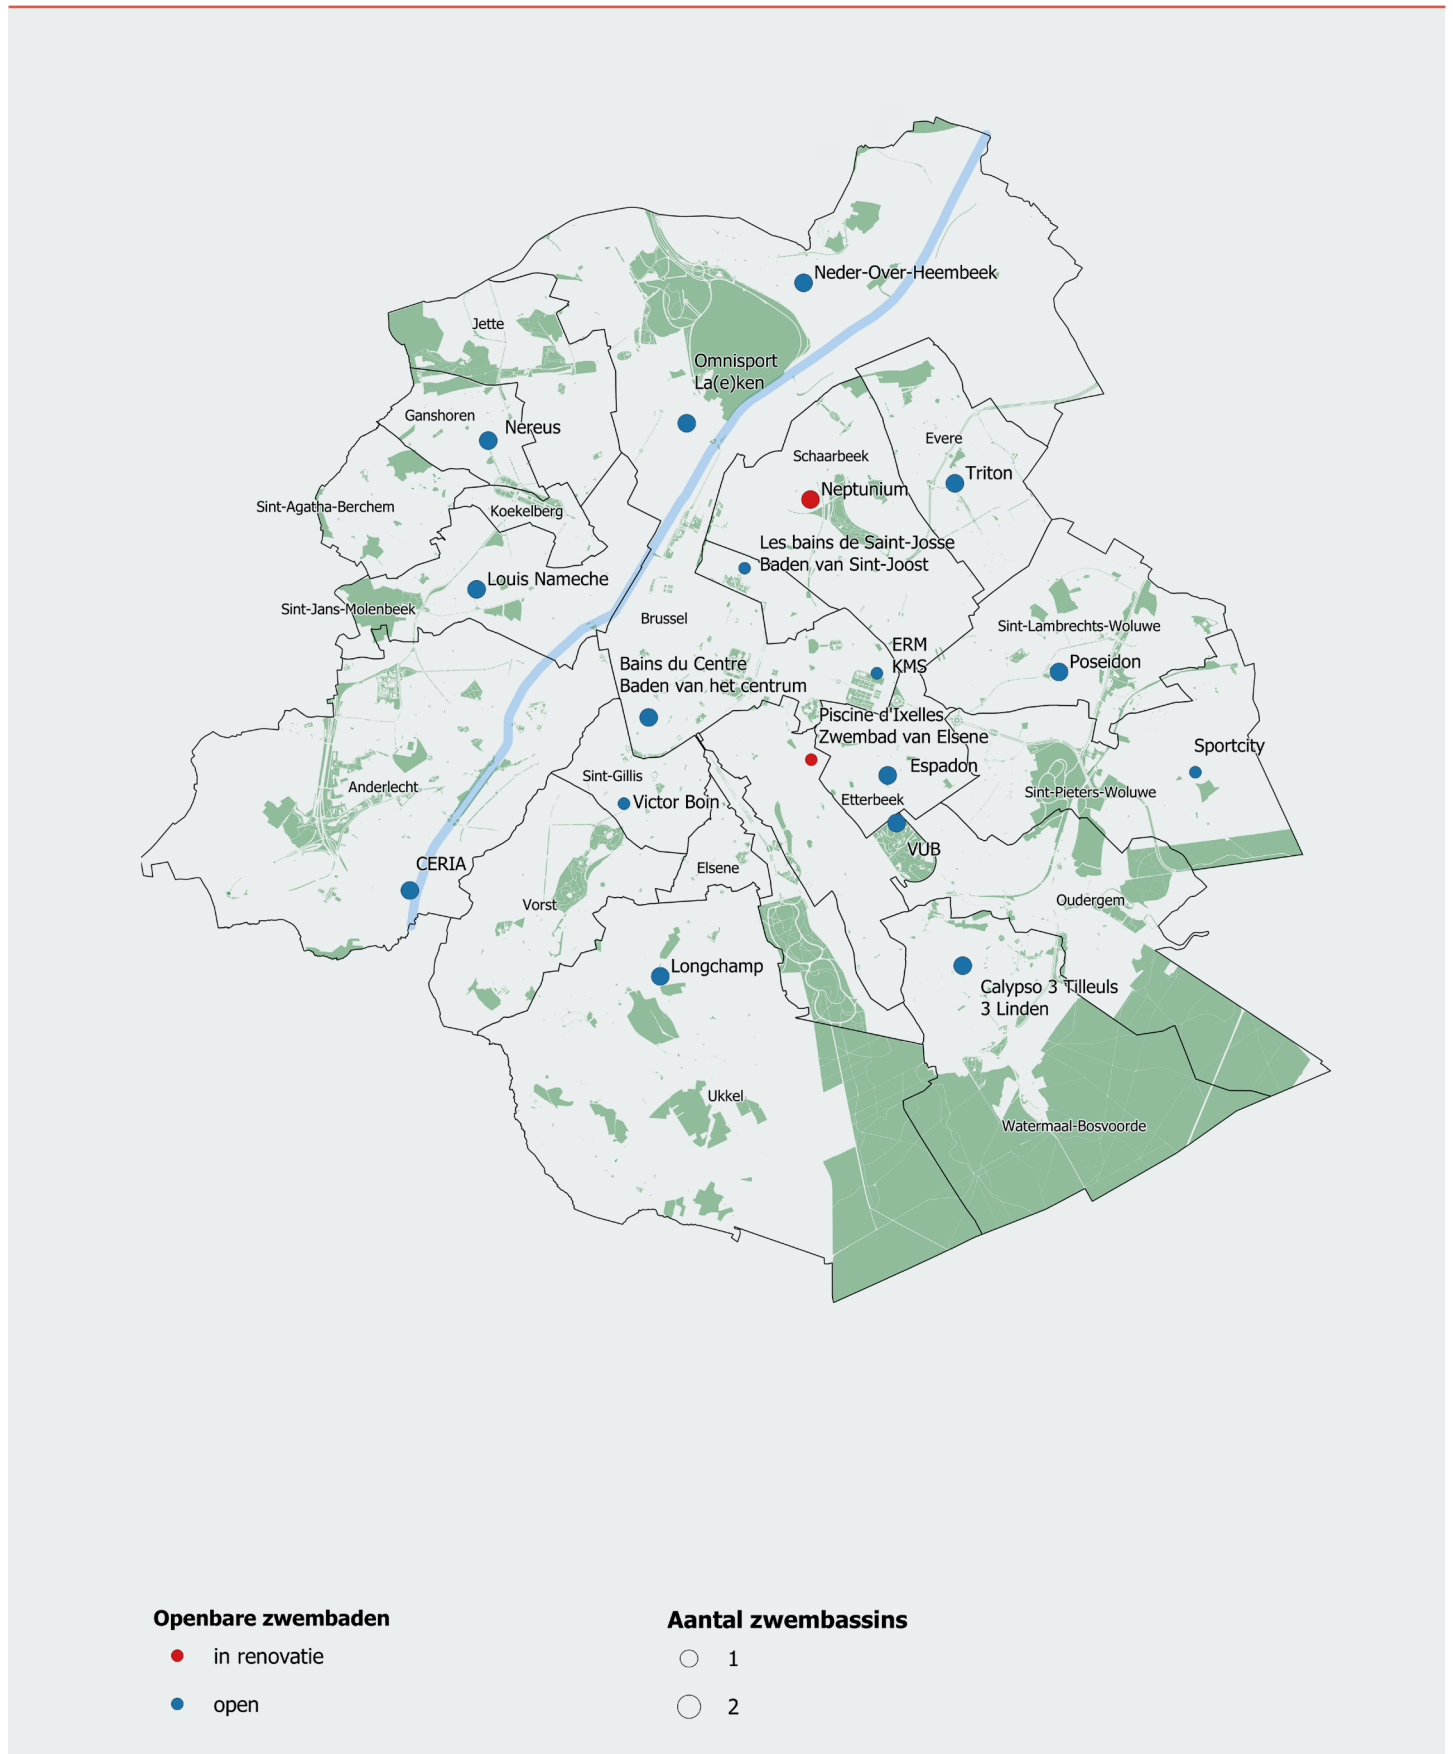 Neder-Over-Heembeek
Jette
Omnisport
La(e)ken
Ganshoren
Nereus
Evere
Schaarbeek
Triton
Neptunium
Sint-Agatha-Berchem
Koekelberg
Les bains de Saint-Josse
Baden van Sint-Joost
Louis Nameche
Sint-Jans-Molenbeek
Brussel
Sint-Lambrechts-Woluwe
ERM
KMS
Poseidon
Bains du Centre
Baden van het centrum
Piscine d'Ixelles
Zwembad van Elsene
Sportcity
Espadon
Sint-Gillis
Anderlecht
Sint-Pieters-Woluwe
Victor Boin
Etterbeek
VUB
CERIA
Elsene
Vorst
Oudergem
Longchamp
Calypso 3 Tilleuls
3 Linden
Ukkel
Watermaal-Bosvoorde
Openbare zwembaden
in renovatie
open
Aantal zwembassins
1
2